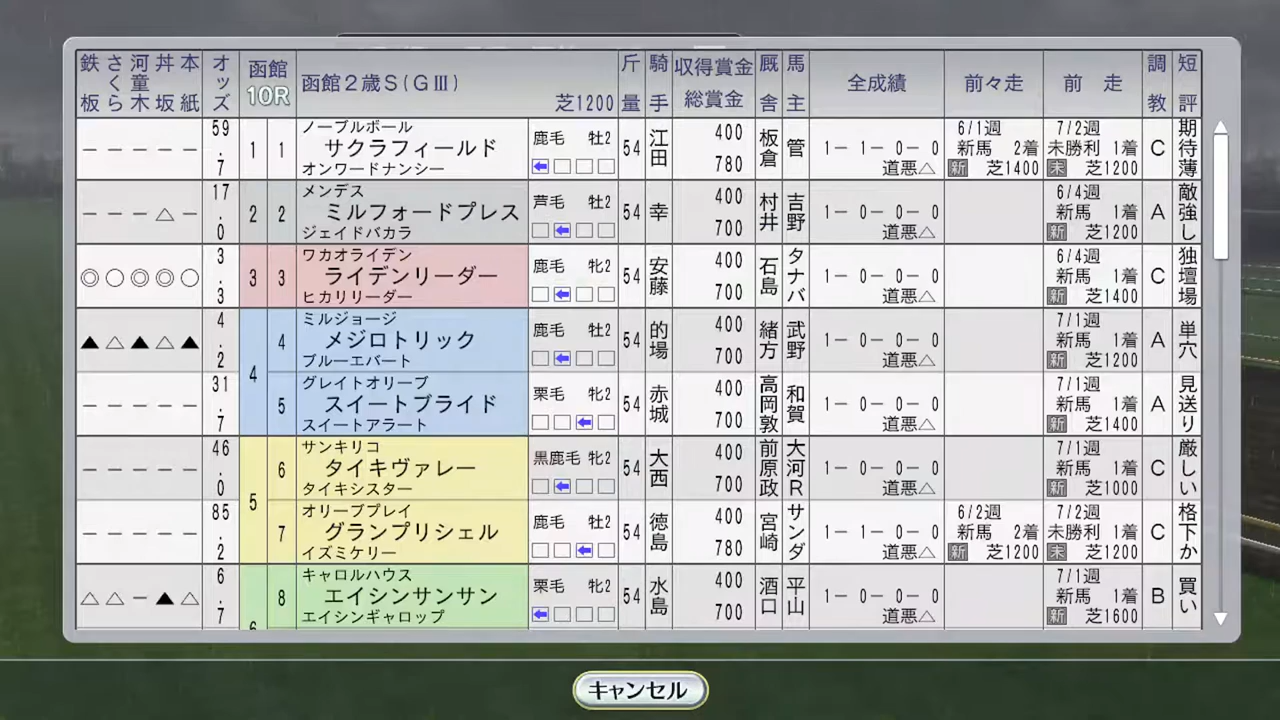 鉄板 さくら 河童木 丼坂 本紙 オッズ 函館 10R 函館2歳S(GⅢ) 芝1200 斤量 騎手 収得賞金 総賞金 厩舎 馬主 全成績 前々走 前 走 調教 短評
－ － － － － 59.7 1 1 ノーブルボール サクラフィールド オンワードナンシー 鹿毛 牡2 54 江田 400 780 板倉 管 1－ 1－ 0－ 0 道悪△ 6/1週 新馬 2着 新 芝1400 7/2週 未勝利 1着 未 芝1200 C 期待薄
－ － － △ － 17.0 2 2 メンデス ミルフォードプレス ジェイドバカラ 芦毛 牡2 54 幸 400 700 村井 吉野 1－ 0－ 0－ 0 道悪△ 6/4週 新馬 1着 新 芝1200 A 敵強し
◎ ○ ◎ ◎ ○ 3.3 3 3 ワカオライデン ライデンリーダー ヒカリリーダー 鹿毛 牝2 54 安藤 400 700 石島 タナバ 1－ 0－ 0－ 0 道悪△ 6/4週 新馬 1着 新 芝1400 C 独壇場
▲ △ ▲ △ ▲ 4.2 4 4 ミルジョージ メジロトリック ブルーエバート 鹿毛 牡2 54 的場 400 700 緒方 武野 1－ 0－ 0－ 0 道悪△ 7/1週 新馬 1着 新 芝1200 A 単穴
－ － － － － 31.7 5 グレイトオリーブ スイートブライド スイートアラート 栗毛 牝2 54 赤城 400 700 高岡敦 和賀 1－ 0－ 0－ 0 道悪△ 7/1週 新馬 1着 新 芝1400 A 見送り
－ － － － － 46.0 5 6 サンキリコ タイキヴァレー タイキシスター 黒鹿毛 牝2 54 大西 400 700 前原政 大河R 1－ 0－ 0－ 0 道悪△ 7/1週 新馬 1着 新 芝1000 C 厳しい
－ － － － － 85.2 7 オリーブプレイ グランプリシェル イズミケリー 鹿毛 牡2 54 徳島 400 780 宮崎 サンダ 1－ 1－ 0－ 0 道悪△ 6/2週 新馬 2着 新 芝1200 7/2週 未勝利 1着 未 芝1200 C 格下か
△ △ － ▲ △ 6.7 8 キャロルハウス エイシンサンサン エイシンギャロップ 栗毛 牝2 54 水島 400 700 酒口 平山 1－ 0－ 0－ 0 道悪△ 7/1週 新馬 1着 新 芝1600 B 買い
キャンセル